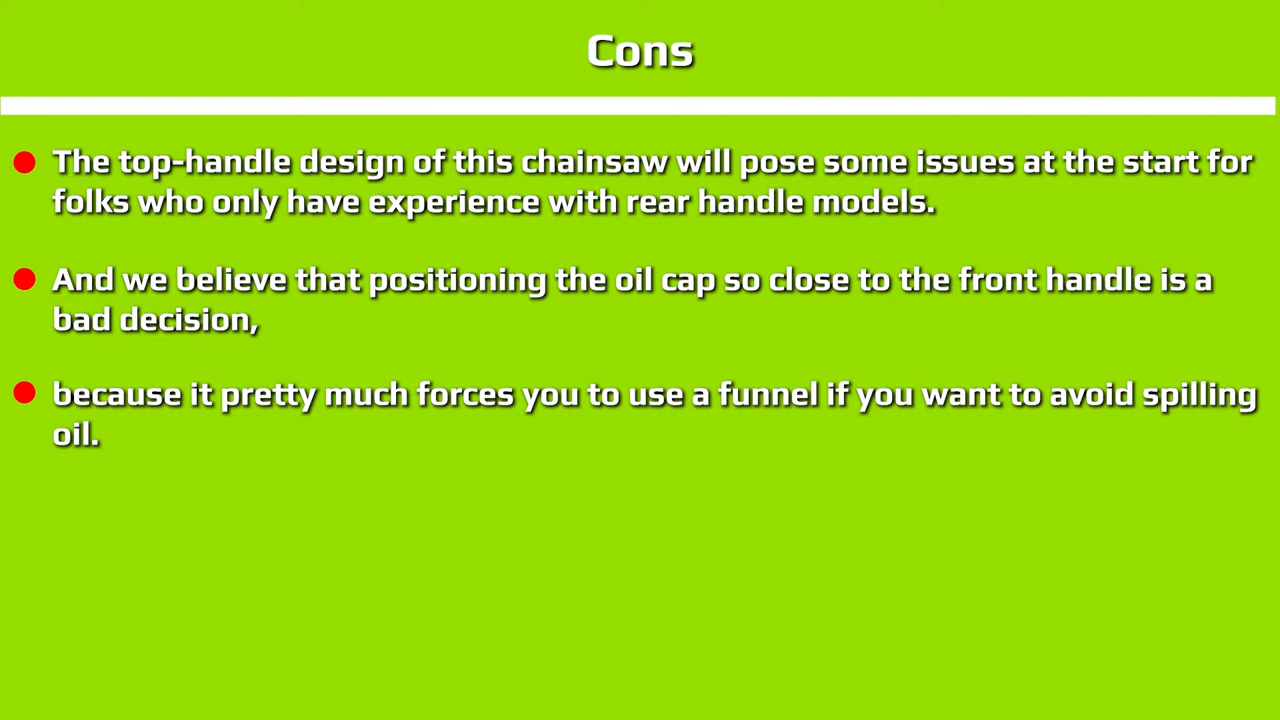 Cons
The top-handle design of this chainsaw will pose some issues at the start for
folks who only have experience with rear handle models.
And we believe that positioning the oil cap so close to the front handle is a
bad decision,
because it pretty much forces you to use a funnel if you want to avoid spilling
oil.